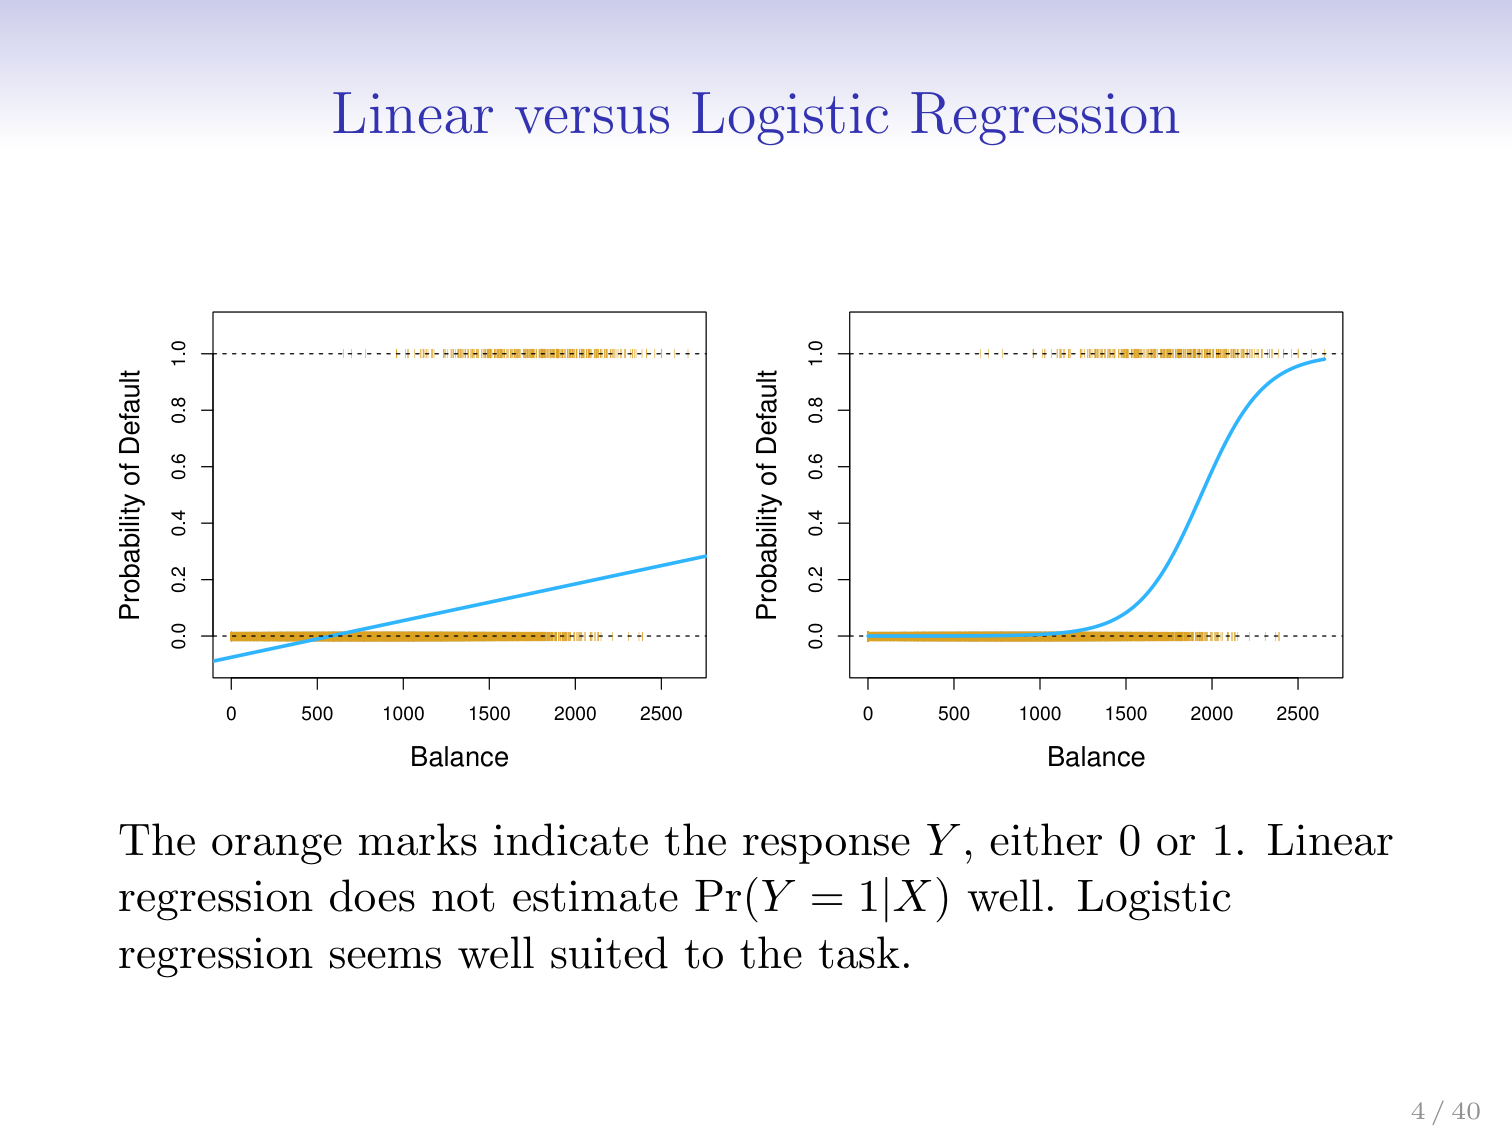 Linear versus Logistic Regression
Probability of Default
1.0
0.8
0.6
0.4
0.2
0.0
0 500 1000 1500 2000 2500
Balance
Probability of Default
1.0
0.8
0.6
0.4
0.2
0.0
0 500 1000 1500 2000 2500
Balance
The orange marks indicate the response Y, either 0 or 1. Linear
regression does not estimate Pr(Y = 1|X) well. Logistic
regression seems well suited to the task.
4 / 40